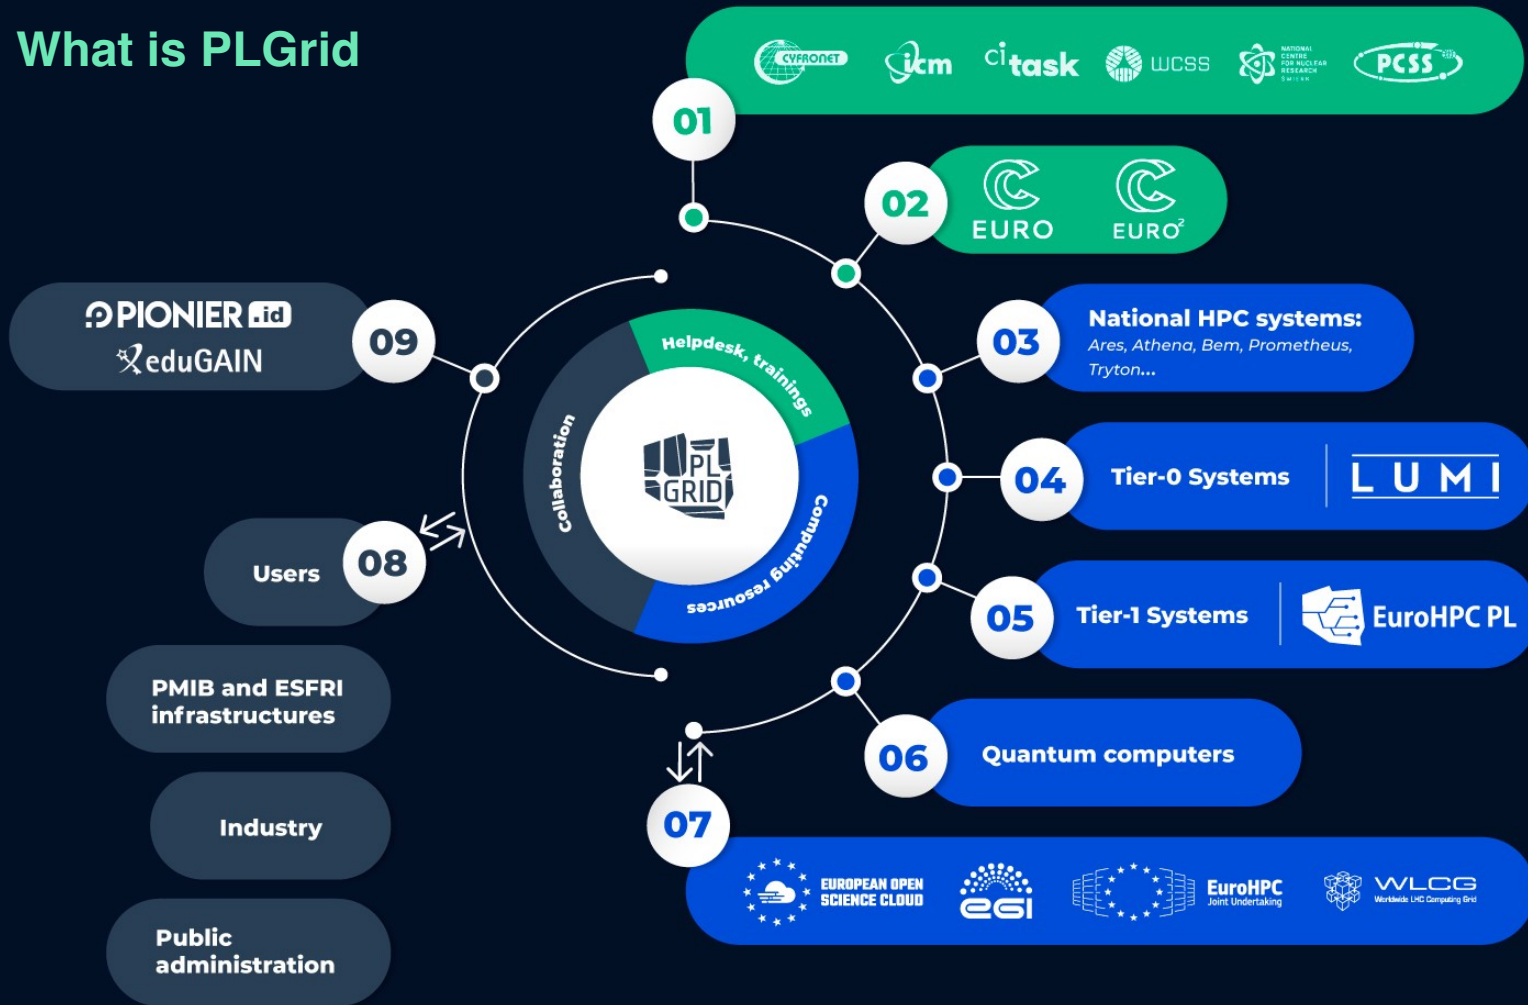 What is PLGrid
CYFRONET
icm
ci task
WCSS
NATIONAL
CENTRE
FOR NUCLEAR
RESEARCH
ŚWIERK
PCSS
01
02
EURO
EURO²
03
National HPC systems:
Ares, Athena, Bem, Prometheus,
Tryton...
04
Tier-0 Systems
LUMI
05
Tier-1 Systems
EuroHPC PL
06
Quantum computers
07
EUROPEAN OPEN
SCIENCE CLOUD
egi
EuroHPC
Joint Undertaking
WLCG
Worldwide LHC Computing Grid
PIONIER.id
eduGAIN
09
Helpdesk, trainings
Collaboration
PL
GRID
Computing resources
Users
08
PMIB and ESFRI
infrastructures
Industry
Public
administration